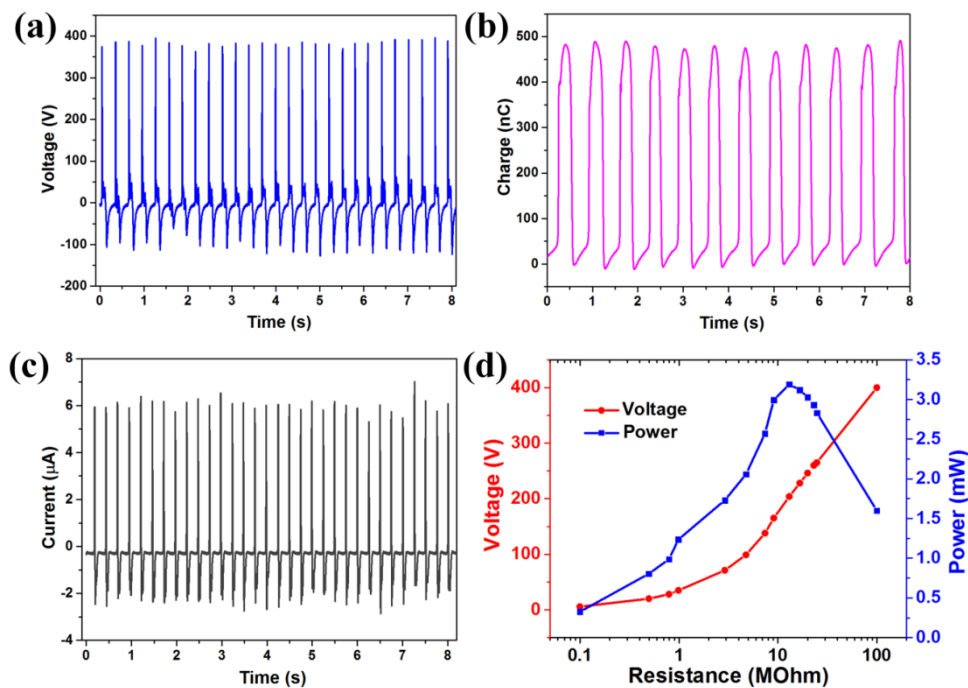 (a)
Voltage (V)
400
300
200
100
0
-100
-200
0 1 2 3 4 5 6 7 8
Time (s)
(b)
Charge (nC)
500
400
300
200
100
0
0 1 2 3 4 5 6 7 8
Time (s)
(c)
Current (μA)
8
6
4
2
0
-2
-4
0 1 2 3 4 5 6 7 8
Time (s)
(d)
Voltage (V)
400
300
200
100
0
Voltage
Power
3.5
3.0
2.5
2.0
1.5
1.0
0.5
0.0
Power (mW)
0.1 1 10 100
Resistance (MOhm)